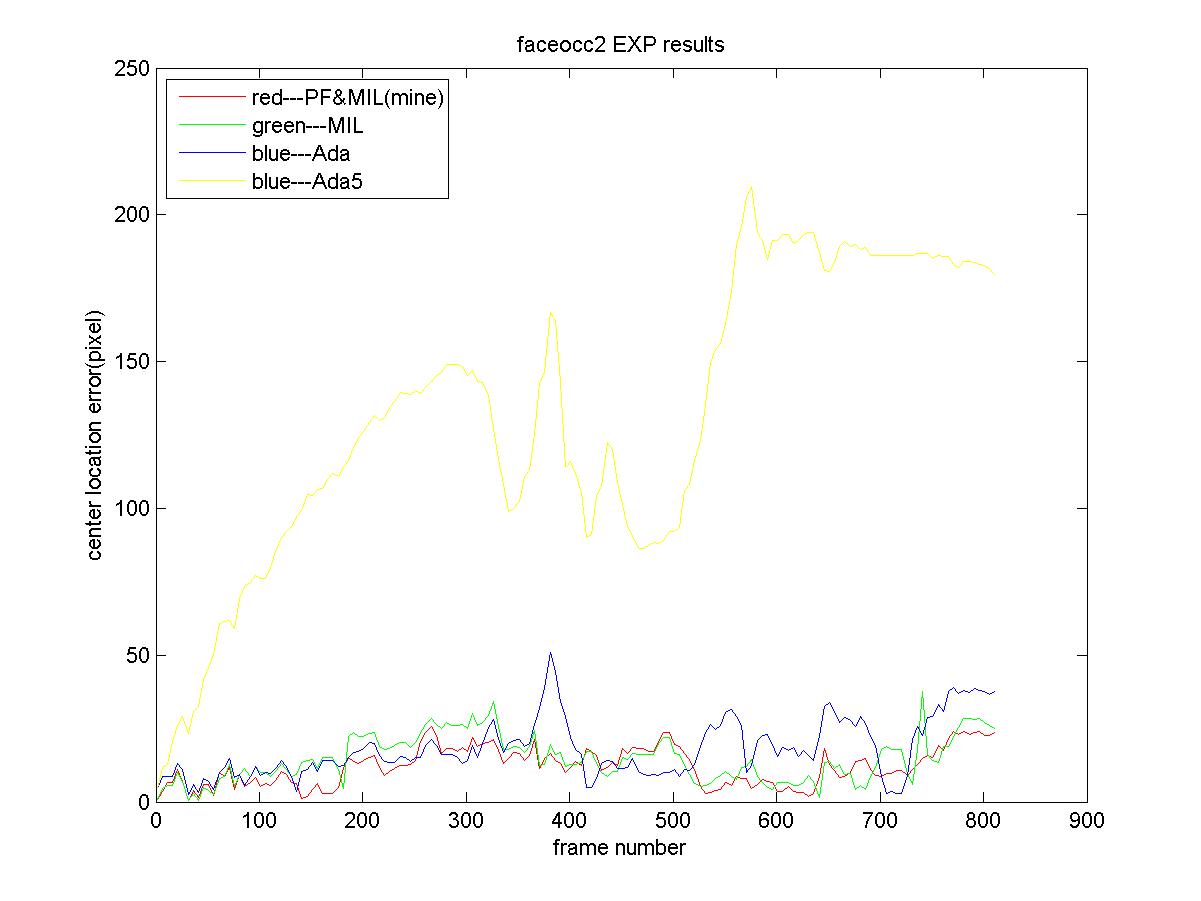 faceocc2 EXP results
250
red---PF&MIL(mine)
green---MIL
blue---Ada
blue---Ada5
200
150
100
50
0
center location error(pixel)
0 100 200 300 400 500 600 700 800 900
frame number